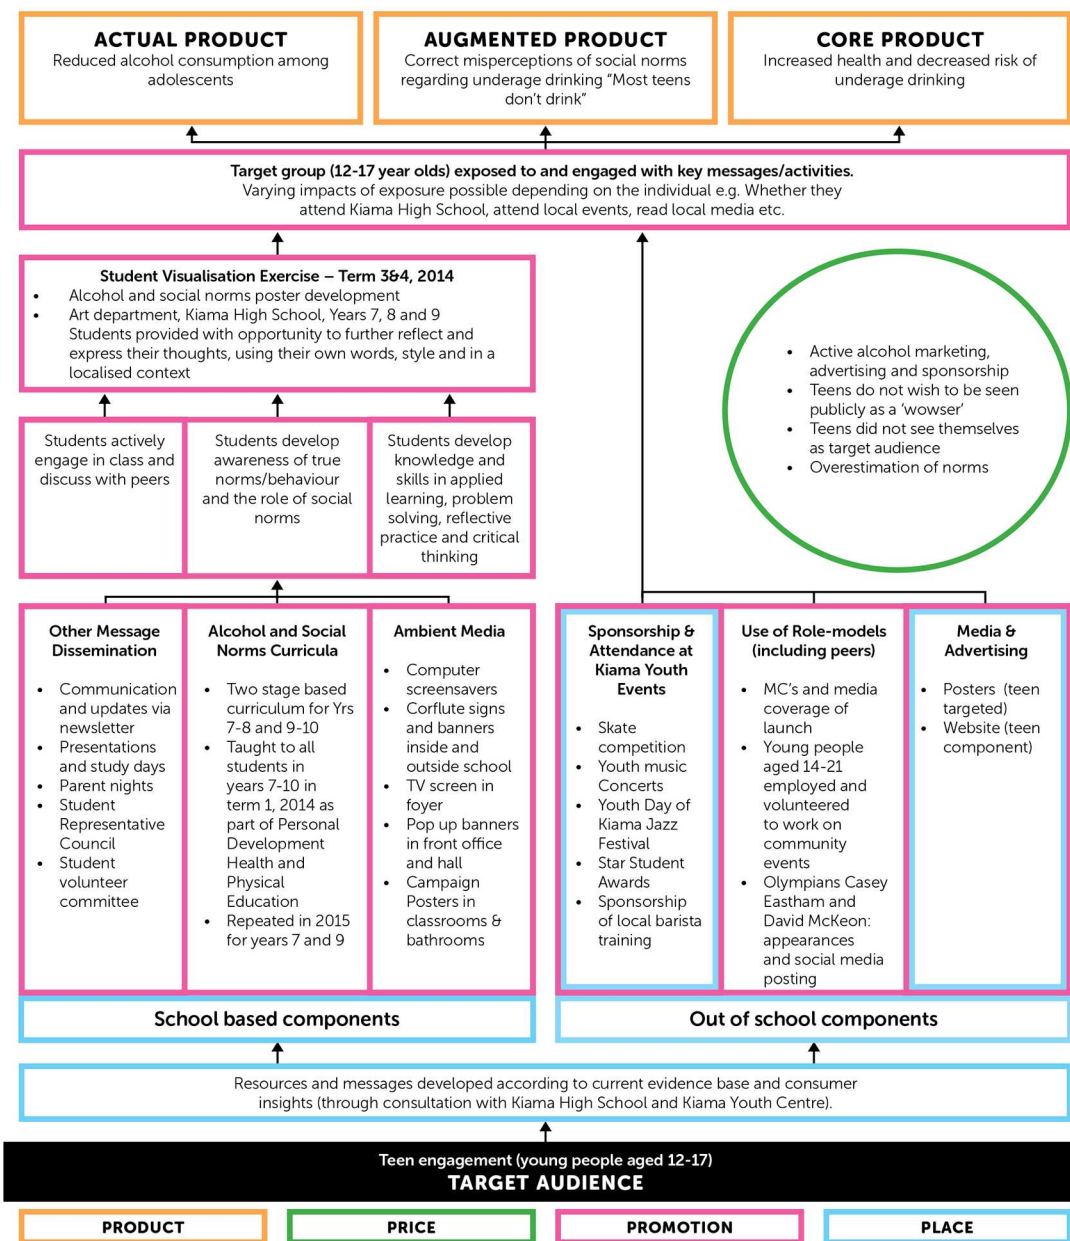 ACTUAL PRODUCT
Reduced alcohol consumption among
adolescents
AUGMENTED PRODUCT
Correct misperceptions of social norms
regarding underage drinking “Most teens
don’t drink”
CORE PRODUCT
Increased health and decreased risk of
underage drinking
Target group (12-17 year olds) exposed to and engaged with key messages/activities.
Varying impacts of exposure possible depending on the individual e.g. Whether they
attend Kiama High School, attend local events, read local media etc.
Student Visualisation Exercise – Term 3&4, 2014
• Alcohol and social norms poster development
• Art department, Kiama High School, Years 7, 8 and 9
Students provided with opportunity to further reflect and
express their thoughts, using their own words, style and in a
localised context
• Active alcohol marketing,
advertising and sponsorship
• Teens do not wish to be seen
publicly as a ‘wowser’
• Teens did not see themselves
as target audience
• Overestimation of norms
Students actively
engage in class and
discuss with peers
Students develop
awareness of true
norms/behaviour
and the role of social
norms
Students develop
knowledge and
skills in applied
learning, problem
solving, reflective
practice and critical
thinking
Other Message
Dissemination
• Communication
and updates via
newsletter
• Presentations
and study days
• Parent nights
• Student
Representative
Council
• Student
volunteer
committee
Alcohol and Social
Norms Curricula
• Two stage based
curriculum for Yrs
7-8 and 9-10
• Taught to all
students in
years 7-10 in
term 1, 2014 as
part of Personal
Development
Health and
Physical
Education
• Repeated in 2015
for years 7 and 9
Ambient Media
• Computer
screensavers
• Corflute signs
and banners
inside and
outside school
• TV screen in
foyer
• Pop up banners
in front office
and hall
• Campaign
Posters in
classrooms &
bathrooms
Sponsorship &
Attendance at
Kiama Youth
Events
• Skate
competition
• Youth music
Concerts
• Youth Day of
Kiama Jazz
Festival
• Star Student
Awards
• Sponsorship
of local barista
training
Use of Role-models
(including peers)
• MC’s and media
coverage of
launch
• Young people
aged 14-21
employed and
volunteered
to work on
community
events
• Olympians Casey
Eastham and
David McKeon:
appearances
and social media
posting
Media &
Advertising
• Posters (teen
targeted)
• Website (teen
component)
School based components
Out of school components
Resources and messages developed according to current evidence base and consumer
insights (through consultation with Kiama High School and Kiama Youth Centre).
Teen engagement (young people aged 12-17)
TARGET AUDIENCE
PRODUCT
PRICE
PROMOTION
PLACE